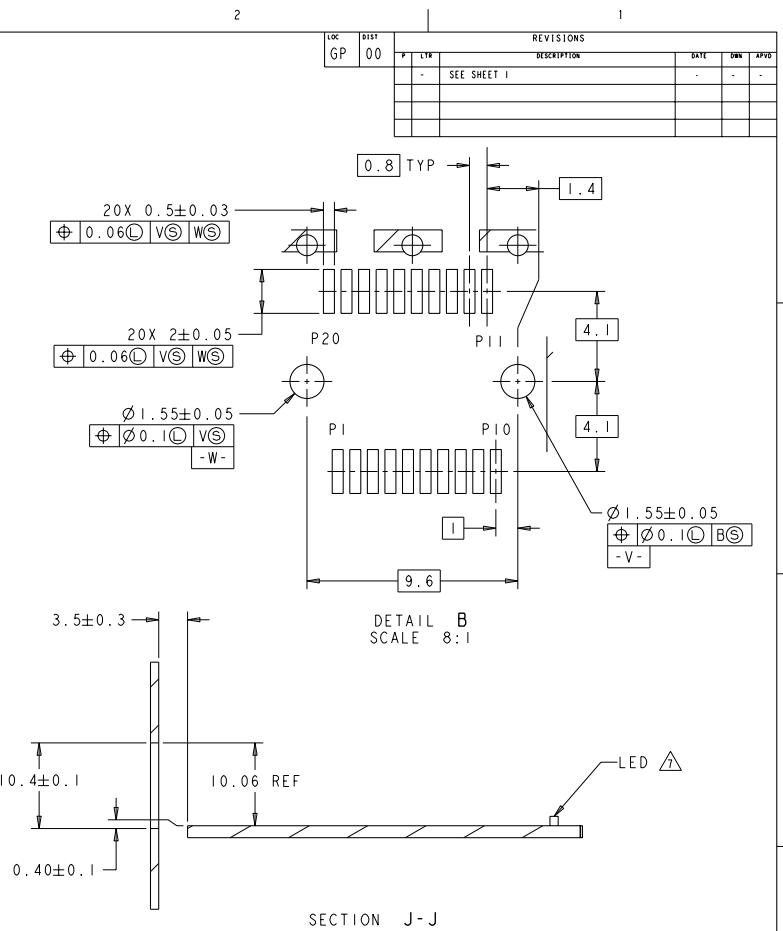 2 1
LOC DIST REVISIONS
GP 00
P LTR DESCRIPTION DATE DWN APVD
- SEE SHEET 1 - - -
0.8 TYP
1.4
20X 0.5±0.03
⌖ 0.06Ⓛ VⓈ WⓈ
20X 2±0.05
⌖ 0.06Ⓛ VⓈ WⓈ
P20 P11
4.1
⌀1.55±0.05
⌖ ⌀0.1Ⓛ VⓈ
-W-
P1 P10
4.1
1
⌀1.55±0.05
⌖ ⌀0.1Ⓛ BⓈ
-V-
9.6
DETAIL B
SCALE 8:1
3.5±0.3
LED 7
10.4±0.1
10.06 REF
0.40±0.1
SECTION J-J